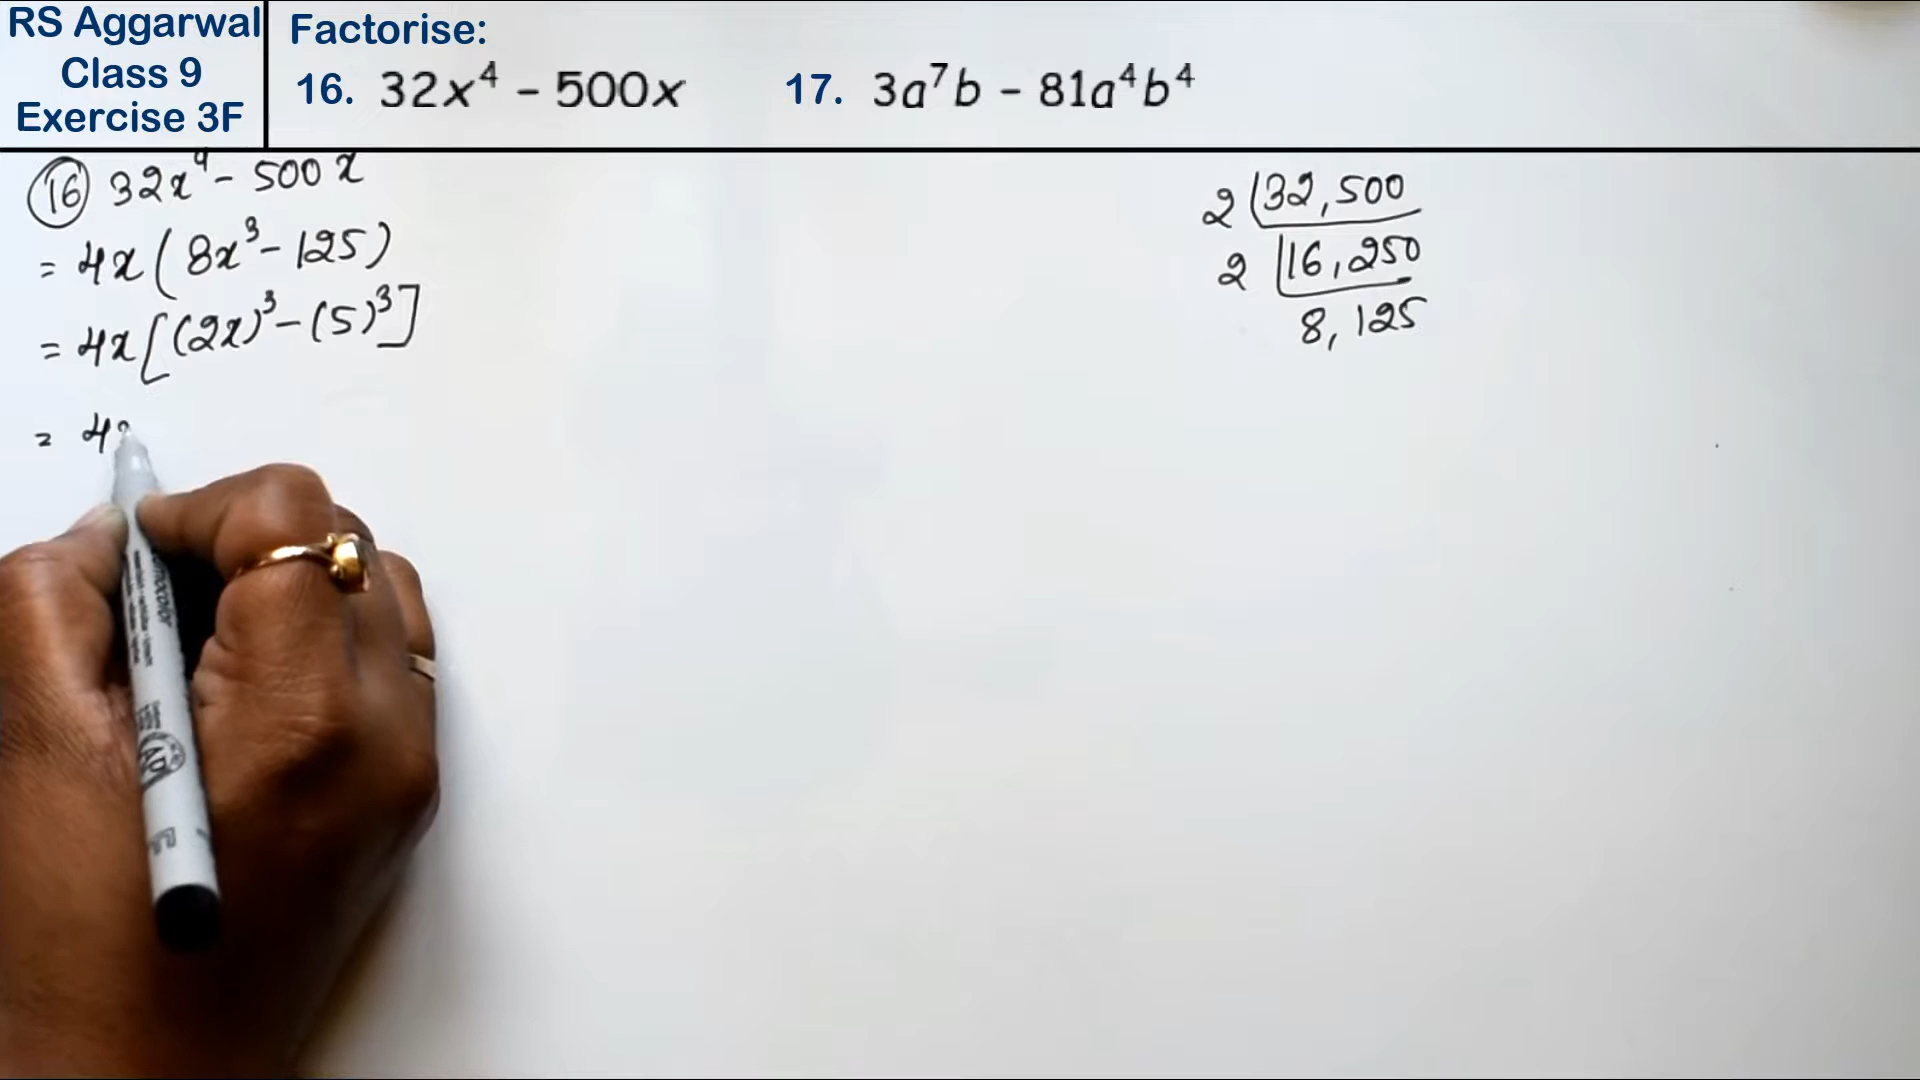 RS Aggarwal
Class 9
Exercise 3F
Factorise:
16. 32x⁴ - 500x
17. 3a⁷b - 81a⁴b⁴
16 32x⁴ - 500x
= 4x(8x³ - 125)
= 4x[(2x)³ - (5)³]
= 4
2 32, 500
2 16, 250
8, 125